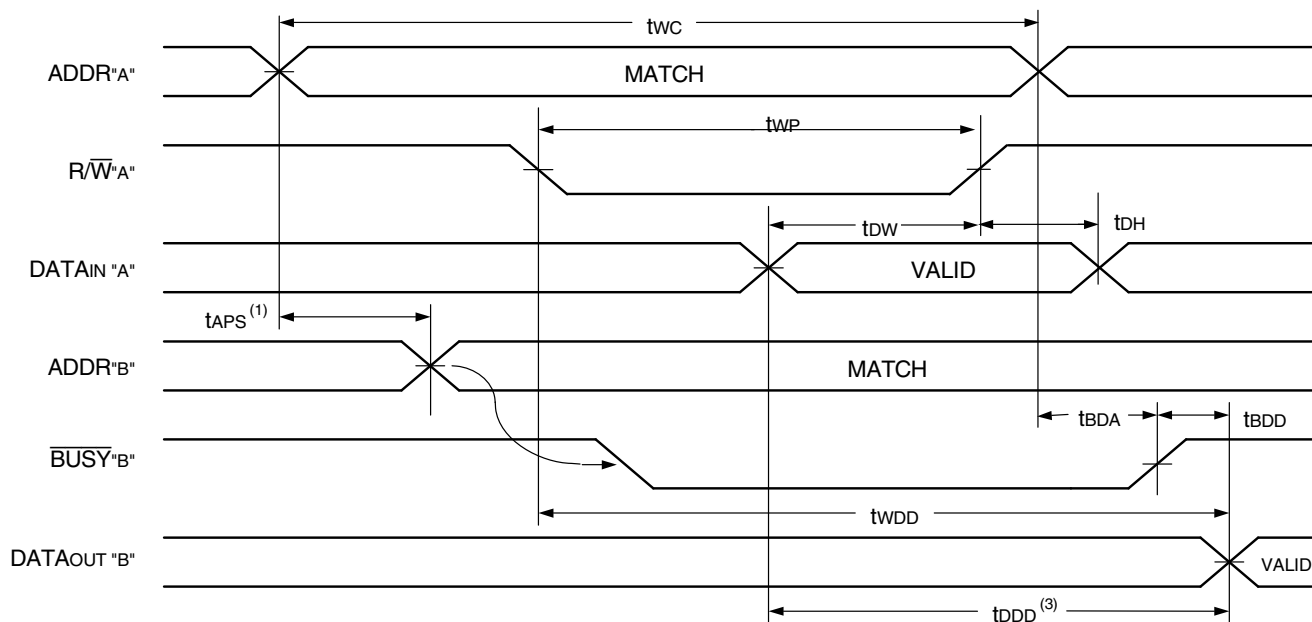 tWC
ADDR"A" MATCH
tWP
R/W̅"A"
tDW tDH
DATAIN "A" VALID
tAPS (1)
ADDR"B" MATCH
tBDA tBDD
B̅U̅S̅Y̅"B"
tWDD
DATAOUT "B" VALID
tDDD (3)